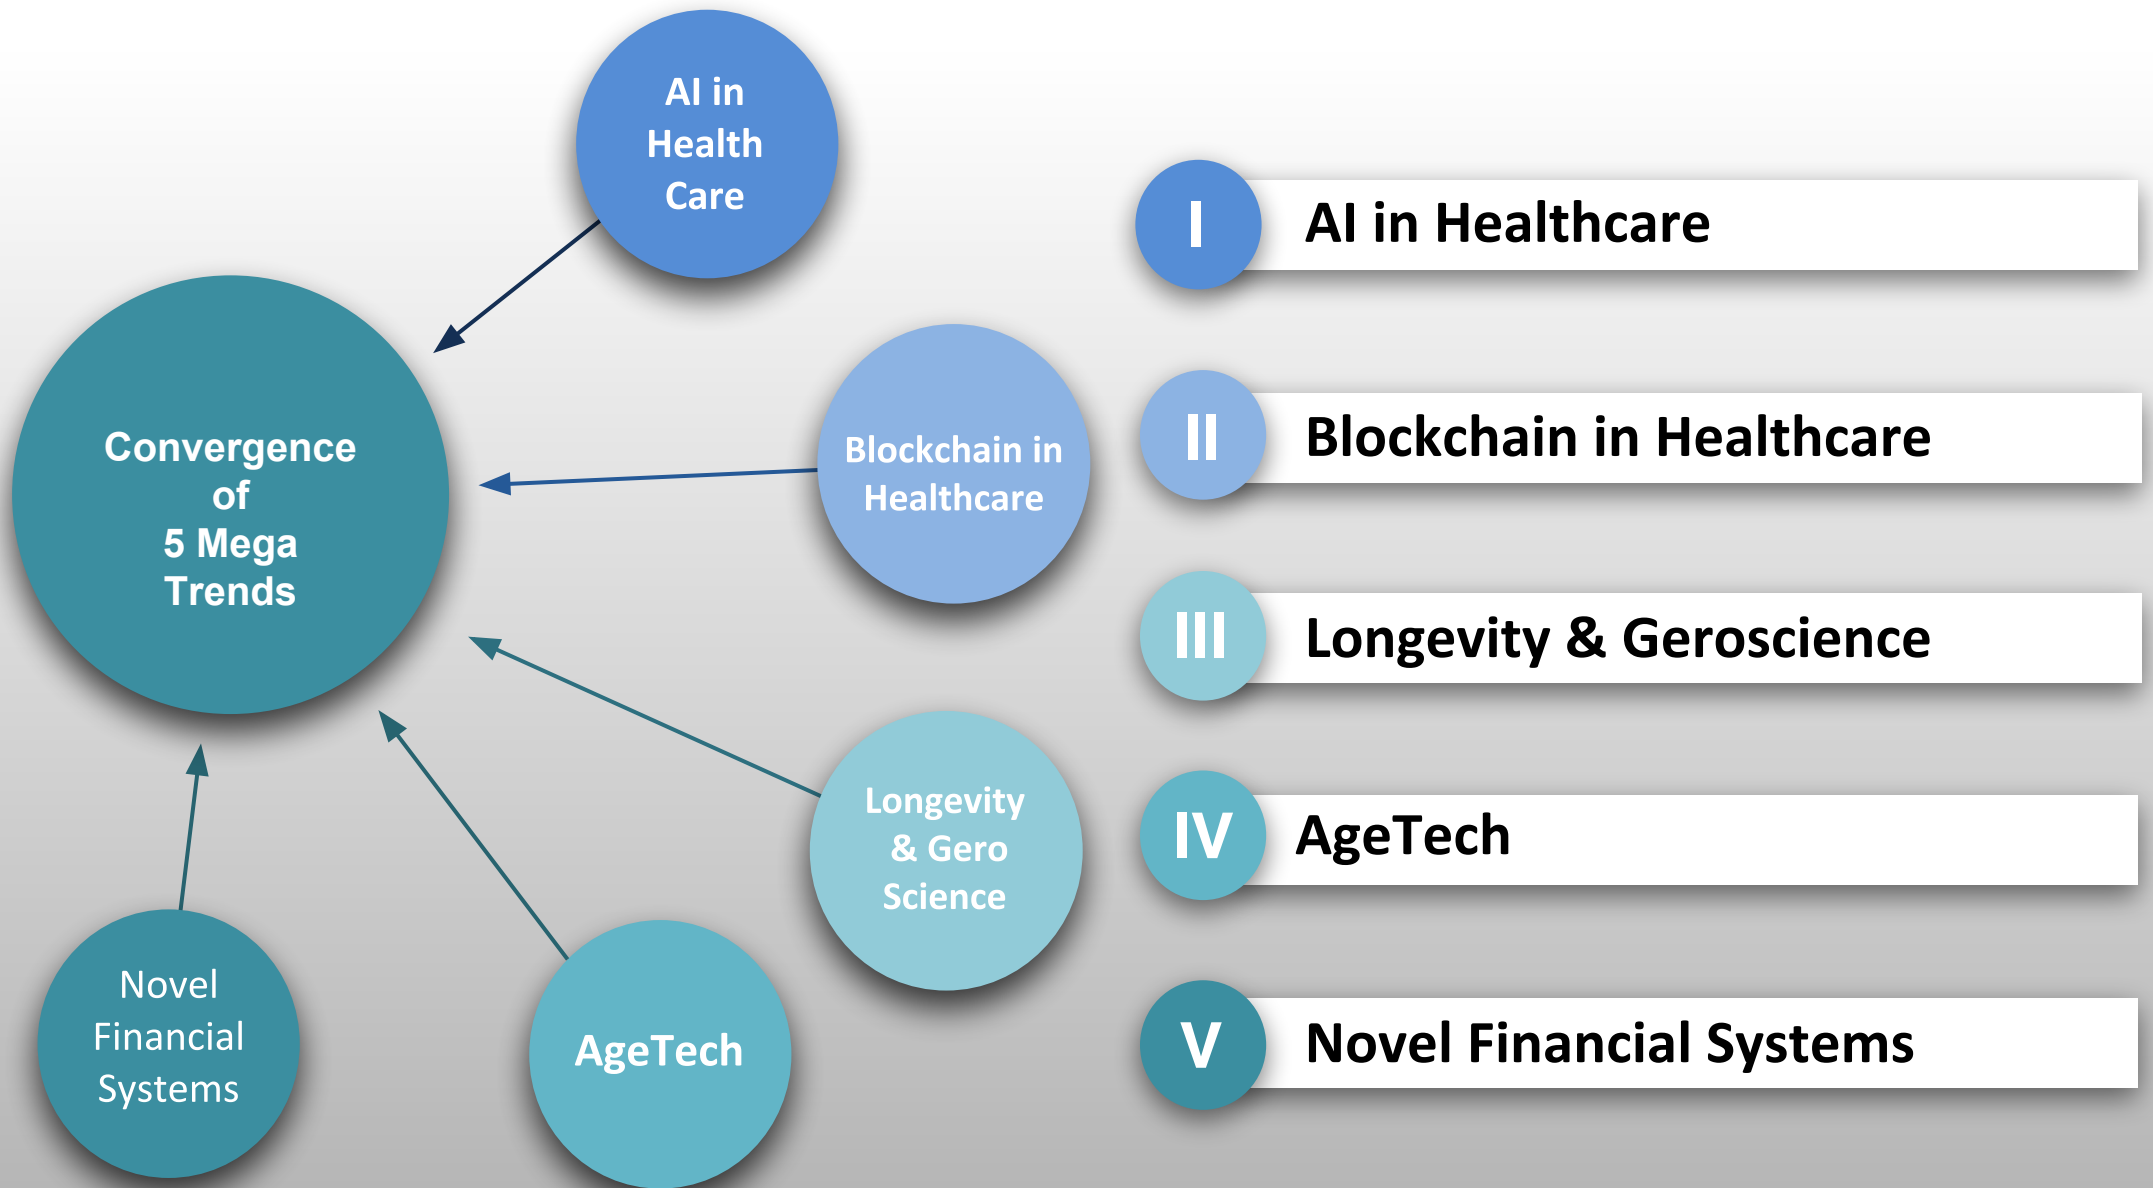 AI in
Health
Care
Convergence
of
5 Mega
Trends
Blockchain in
Healthcare
Longevity
& Gero
Science
Novel
Financial
Systems
AgeTech
I
AI in Healthcare
II
Blockchain in Healthcare
III
Longevity & Geroscience
IV
AgeTech
V
Novel Financial Systems